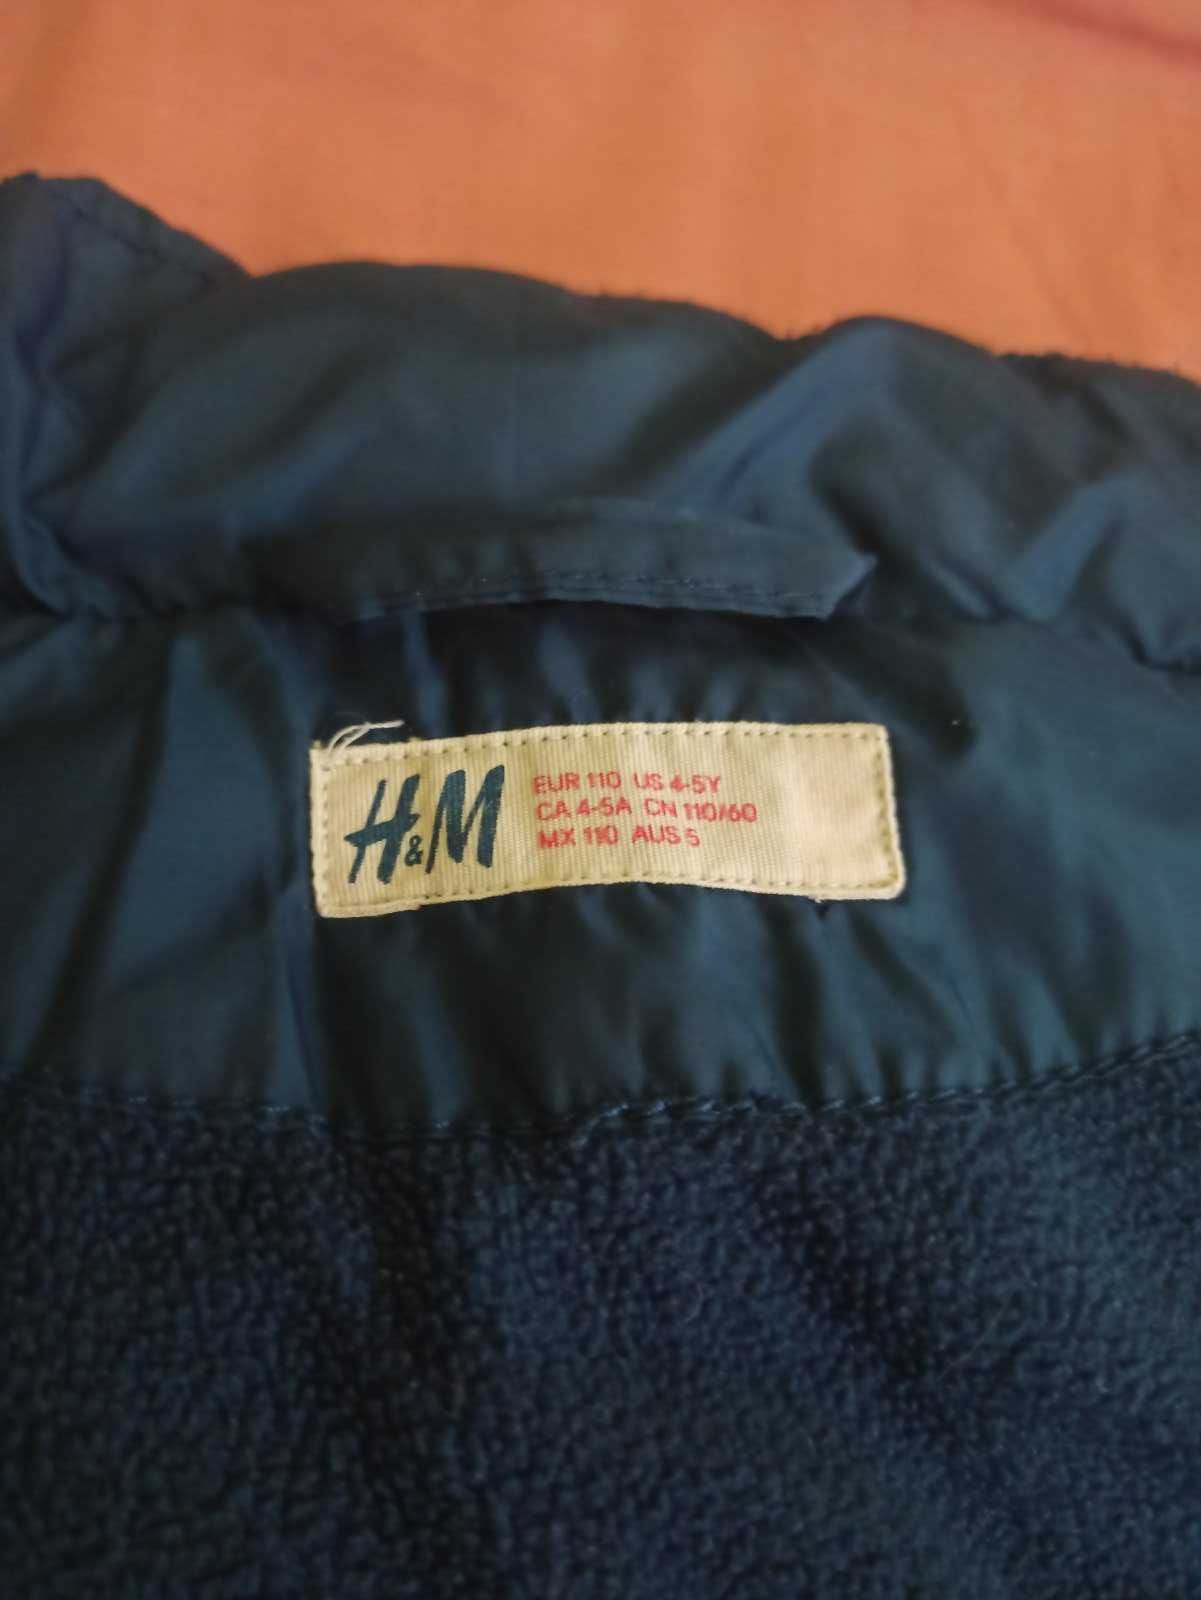 H&M
EUR 110 US 4-5Y
CA 4-5A CN 110/60
MX 110 AUS 5